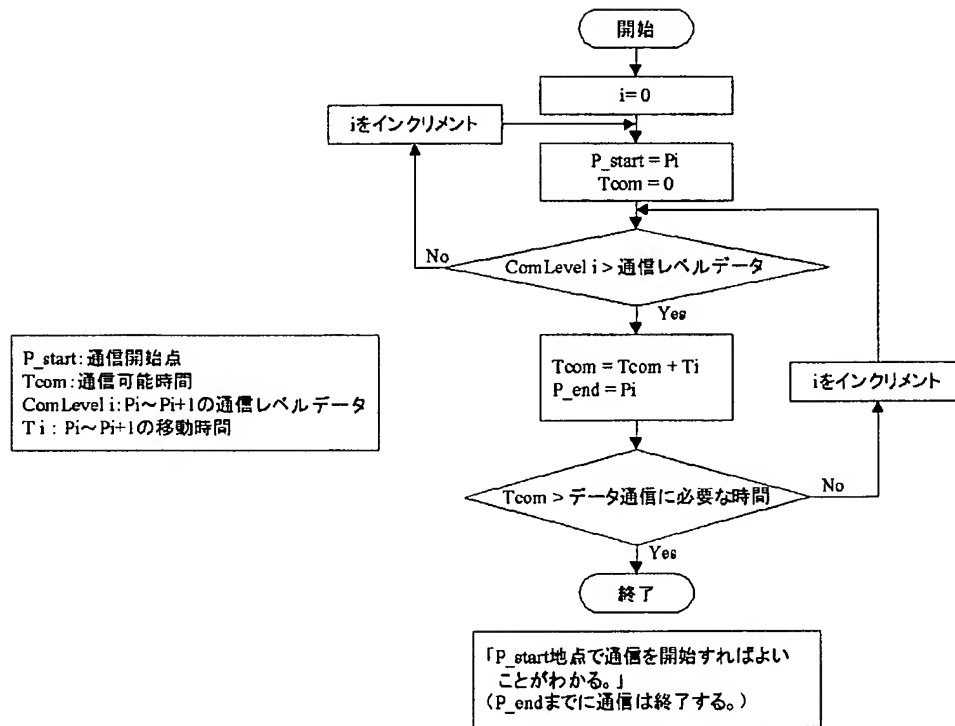 開始
i= 0
iをインクリメント
P_start = Pi
Tcom = 0
No
ComLevel i > 通信レベルデータ
Yes
P_start: 通信開始点
Tcom: 通信可能時間
ComLevel i: Pi～Pi+1の通信レベルデータ
T i : Pi～Pi+1の移動時間
Tcom = Tcom + Ti
P_end = Pi
iをインクリメント
Tcom > データ通信に必要な時間
No
Yes
終了
「P_start地点で通信を開始すればよい
ことがわかる。」
(P_endまでに通信は終了する。)